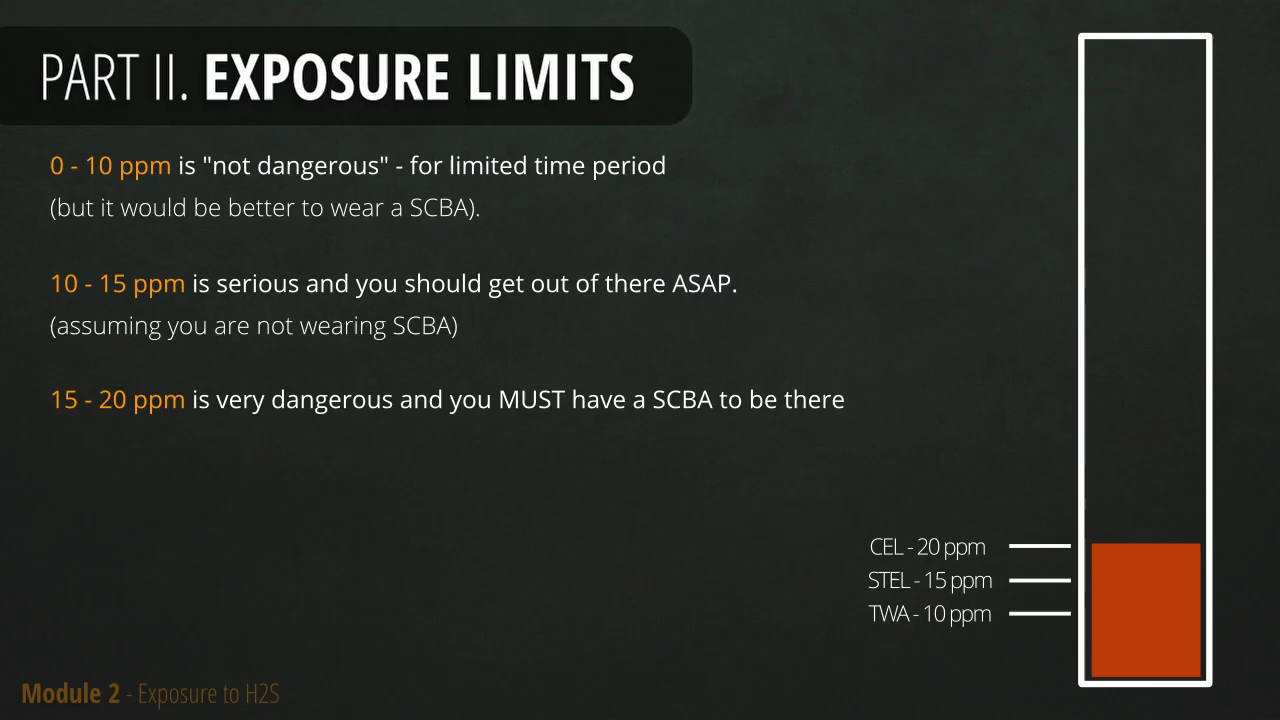 PART II. EXPOSURE LIMITS
0 - 10 ppm is "not dangerous" - for limited time period
(but it would be better to wear a SCBA).
10 - 15 ppm is serious and you should get out of there ASAP.
(assuming you are not wearing SCBA)
15 - 20 ppm is very dangerous and you MUST have a SCBA to be there
CEL - 20 ppm
STEL - 15 ppm
TWA - 10 ppm
Module 2 - Exposure to H2S